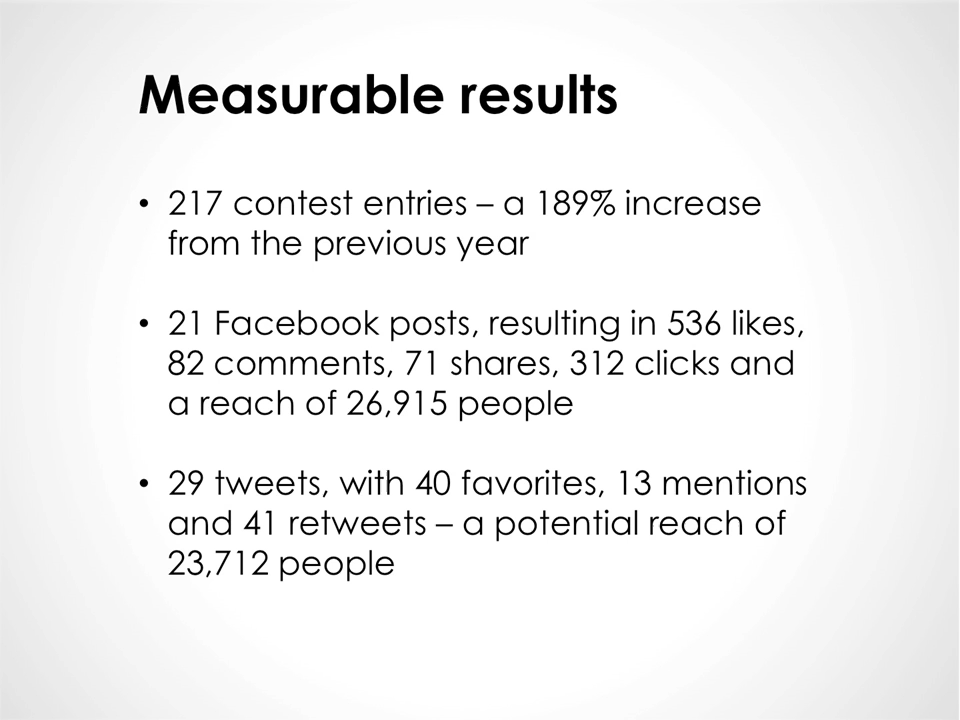 Measurable results
• 217 contest entries – a 189% increase
from the previous year
• 21 Facebook posts, resulting in 536 likes,
82 comments, 71 shares, 312 clicks and
a reach of 26,915 people
• 29 tweets, with 40 favorites, 13 mentions
and 41 retweets – a potential reach of
23,712 people